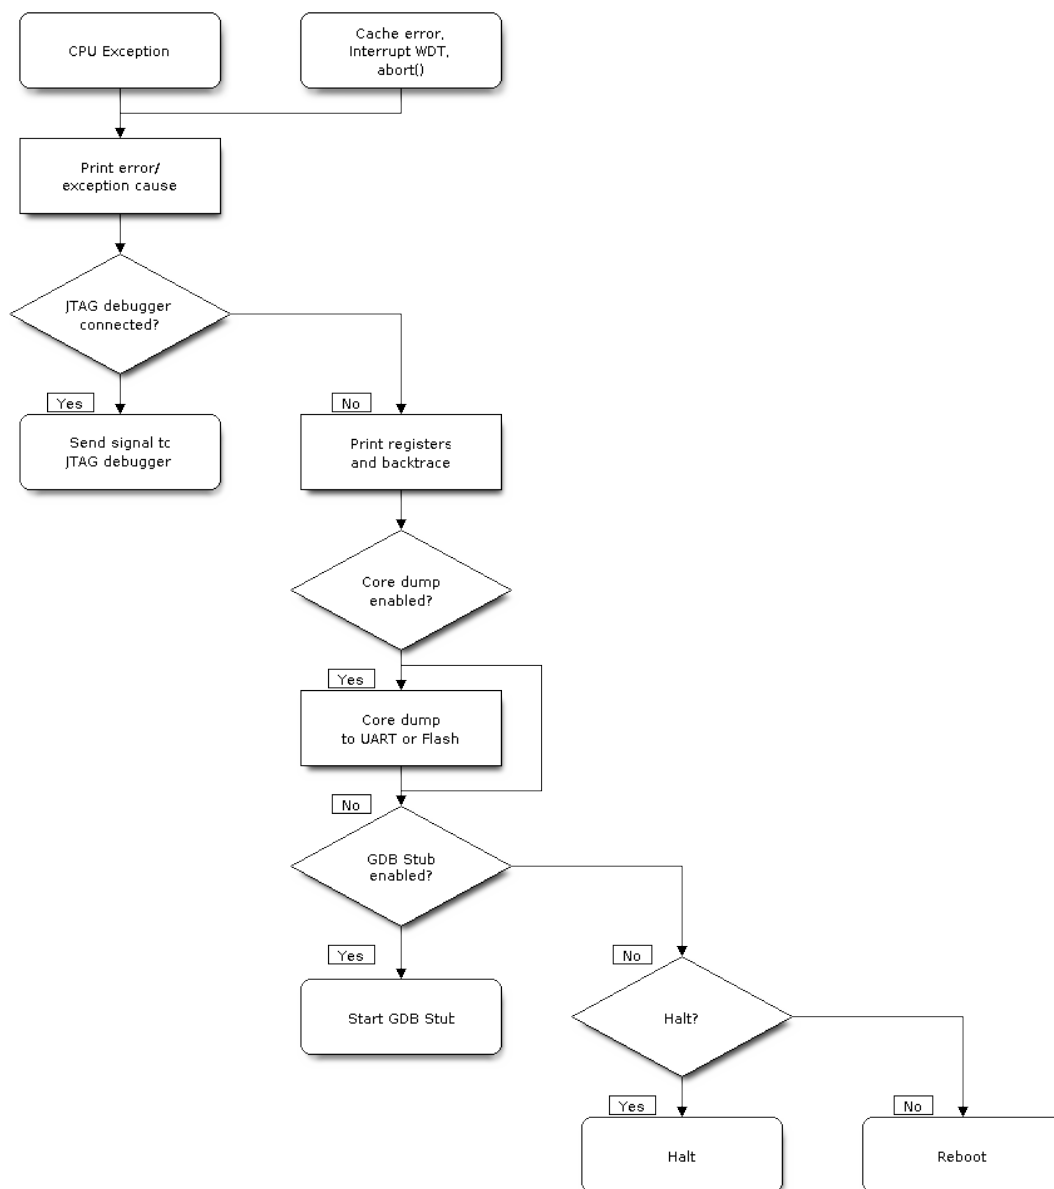 CPU Exception
Cache error,
Interrupt WDT,
abort()
Print error/
exception cause
JTAG debugger
connected?
Yes
No
Send signal to
JTAG debugger
Print registers
and backtrace
Core dump
enabled?
Yes
Core dump
to UART or Flash
No
GDB Stub
enabled?
Yes
No
Start GDB Stub
Halt?
Yes
No
Halt
Reboot